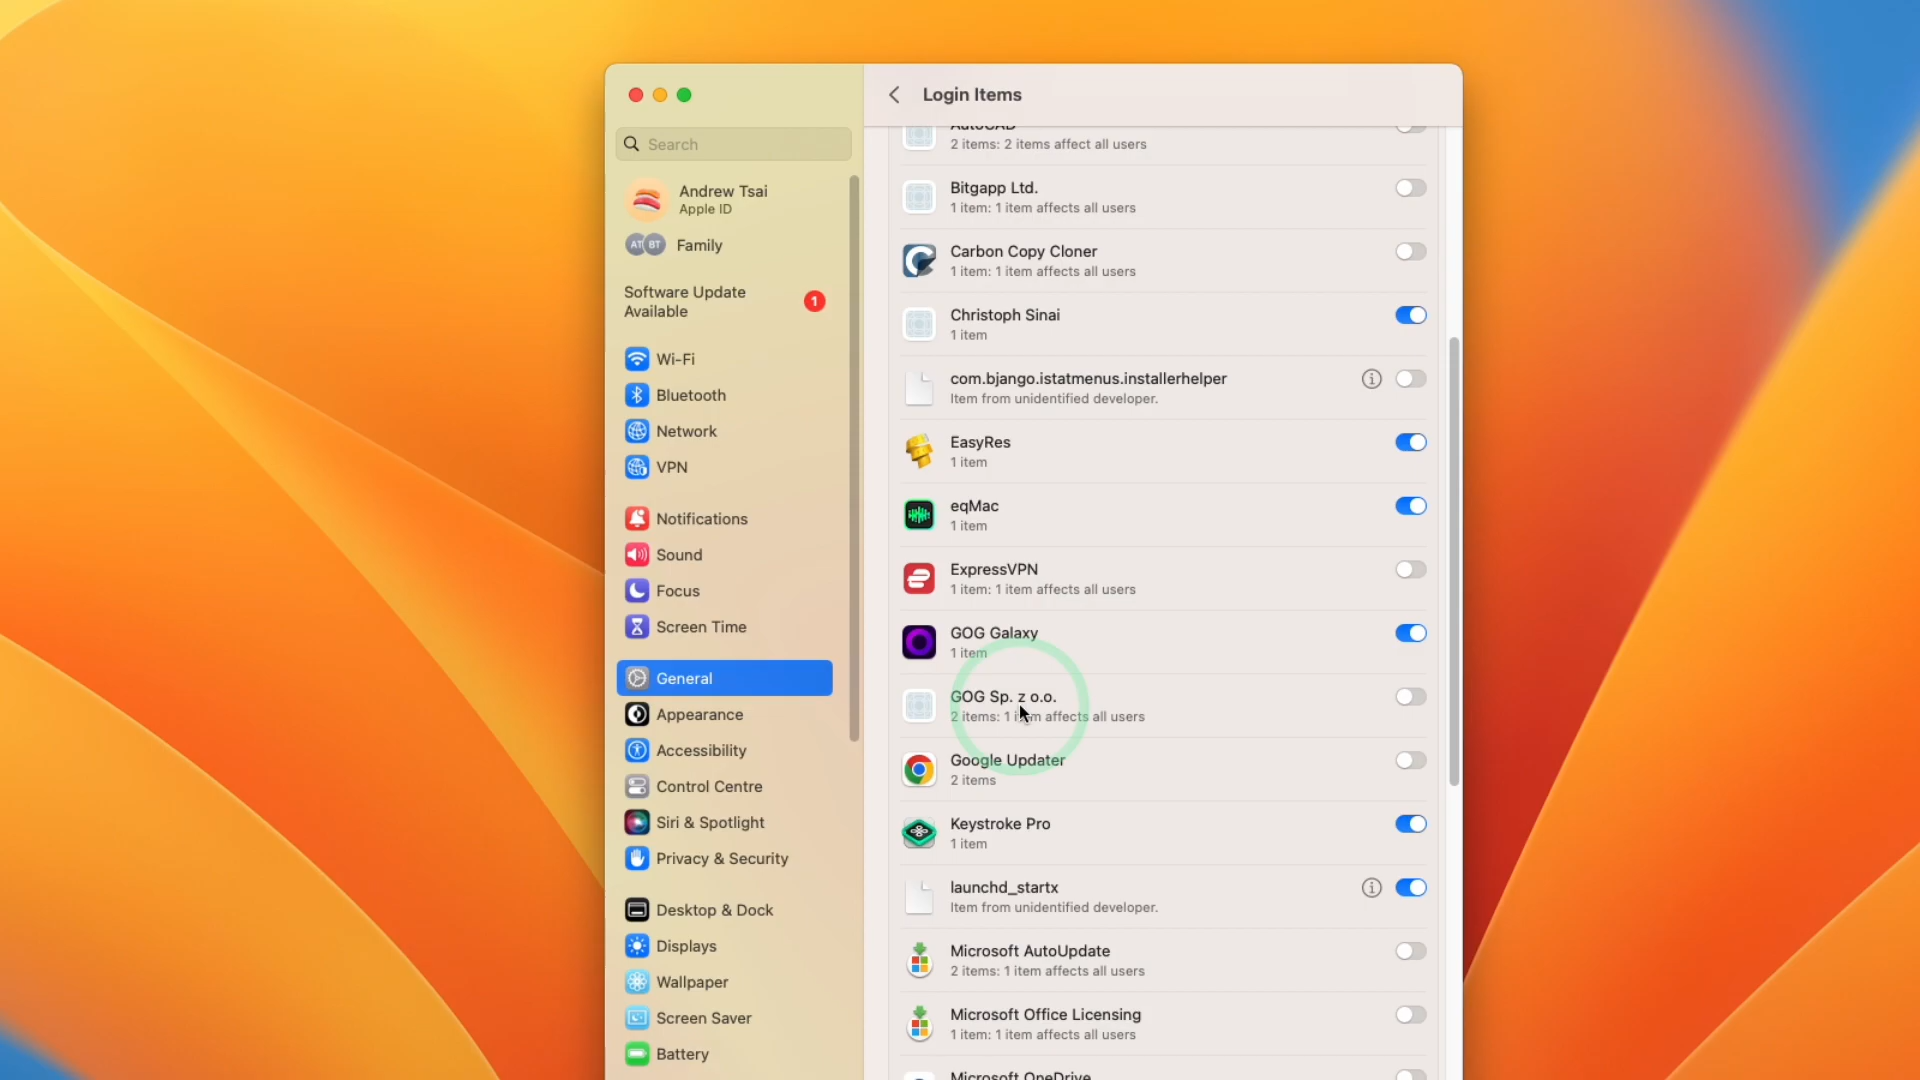 Login Items
Search
Andrew Tsai
Apple ID
AT BT Family
Software Update
Available
1
Wi-Fi
Bluetooth
Network
VPN
Notifications
Sound
Focus
Screen Time
General
Appearance
Accessibility
Control Centre
Siri & Spotlight
Privacy & Security
Desktop & Dock
Displays
Wallpaper
Screen Saver
Battery
AutoCAD
2 items: 2 items affect all users
Bitgapp Ltd.
1 item: 1 item affects all users
Carbon Copy Cloner
1 item: 1 item affects all users
Christoph Sinai
1 item
com.bjango.istatmenus.installerhelper
Item from unidentified developer.
EasyRes
1 item
eqMac
1 item
ExpressVPN
1 item: 1 item affects all users
GOG Galaxy
1 item
GOG Sp. z o.o.
2 items: 1 item affects all users
Google Updater
2 items
Keystroke Pro
1 item
launchd_startx
Item from unidentified developer.
Microsoft AutoUpdate
2 items: 1 item affects all users
Microsoft Office Licensing
1 item: 1 item affects all users
Microsoft OneDrive